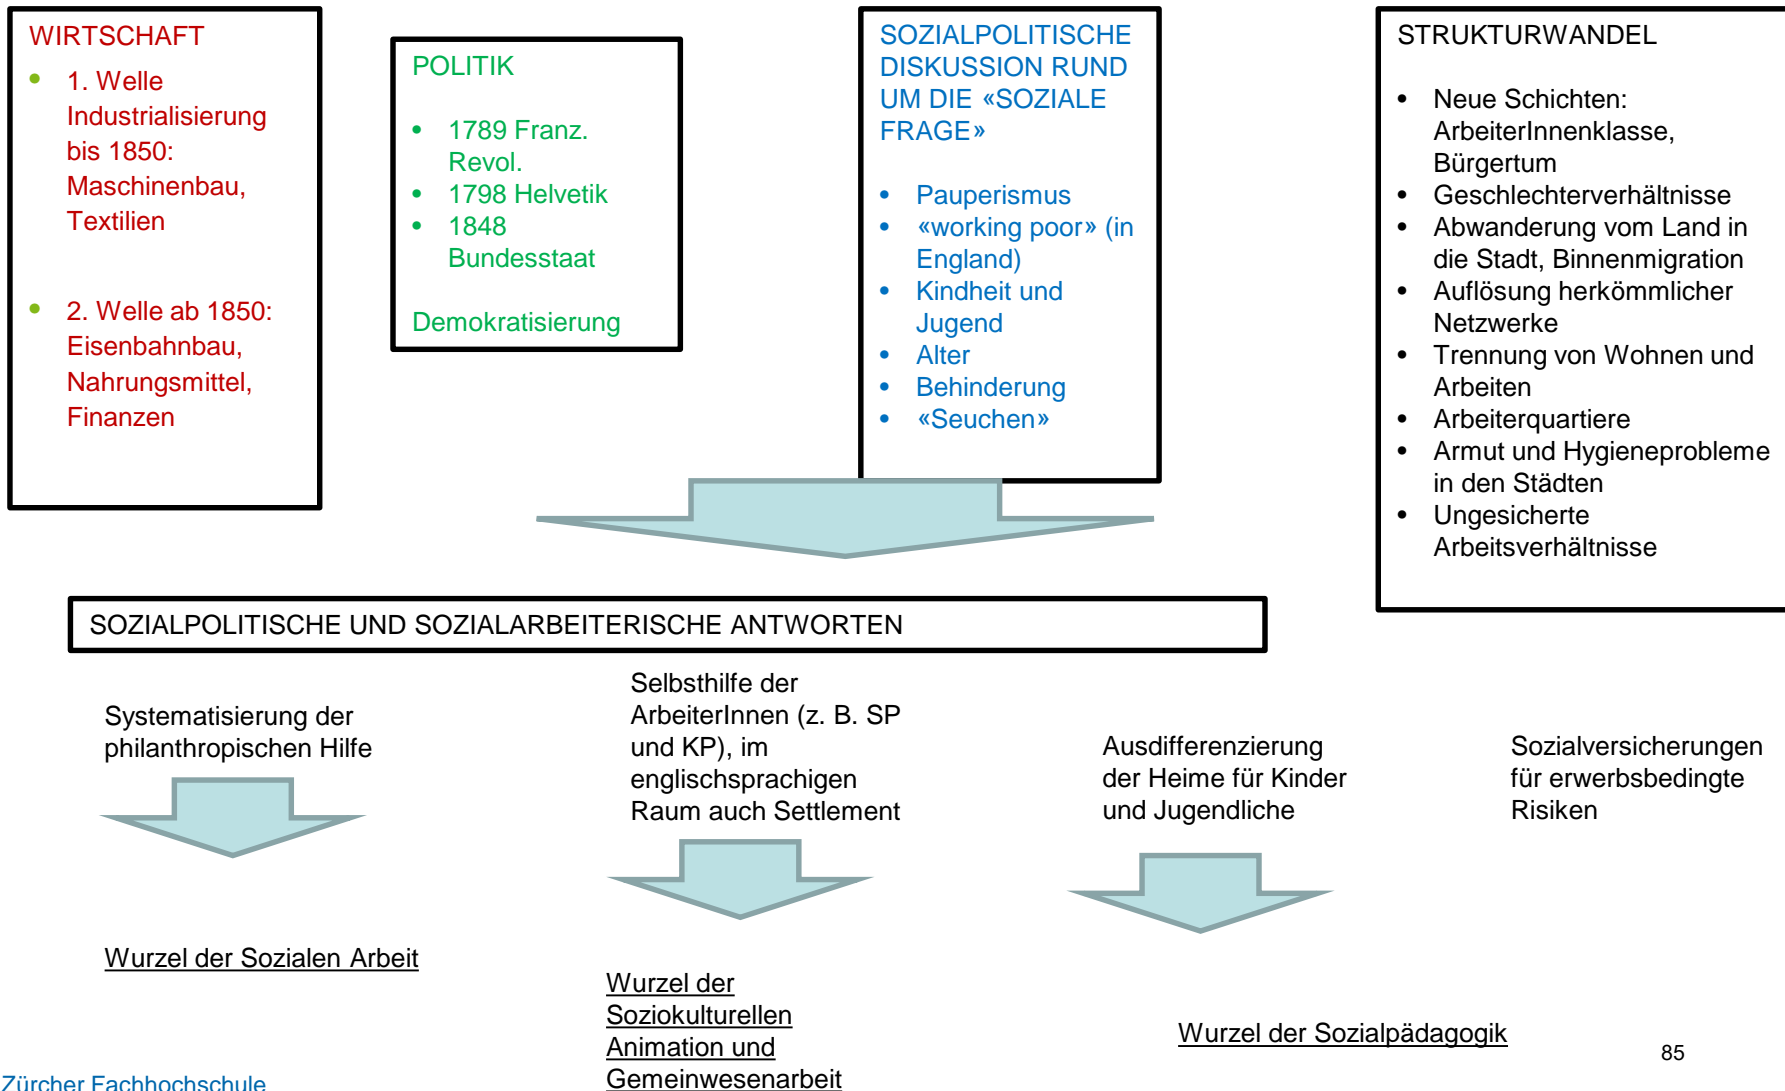 WIRTSCHAFT
• 1. Welle
Industrialisierung
bis 1850:
Maschinenbau,
Textilien
• 2. Welle ab 1850:
Eisenbahnbau,
Nahrungsmittel,
Finanzen
POLITIK
• 1789 Franz.
Revol.
• 1798 Helvetik
• 1848
Bundesstaat
Demokratisierung
SOZIALPOLITISCHE
DISKUSSION RUND
UM DIE «SOZIALE
FRAGE»
• Pauperismus
• «working poor» (in
England)
• Kindheit und
Jugend
• Alter
• Behinderung
• «Seuchen»
STRUKTURWANDEL
• Neue Schichten:
ArbeiterInnenklasse,
Bürgertum
• Geschlechterverhältnisse
• Abwanderung vom Land in
die Stadt, Binnenmigration
• Auflösung herkömmlicher
Netzwerke
• Trennung von Wohnen und
Arbeiten
• Arbeiterquartiere
• Armut und Hygieneprobleme
in den Städten
• Ungesicherte
Arbeitsverhältnisse
SOZIALPOLITISCHE UND SOZIALARBEITERISCHE ANTWORTEN
Systematisierung der
philanthropischen Hilfe
Wurzel der Sozialen Arbeit
Selbsthilfe der
ArbeiterInnen (z. B. SP
und KP), im
englischsprachigen
Raum auch Settlement
Wurzel der
Soziokulturellen
Animation und
Gemeinwesenarbeit
Ausdifferenzierung
der Heime für Kinder
und Jugendliche
Wurzel der Sozialpädagogik
Sozialversicherungen
für erwerbsbedingte
Risiken
85
Zürcher Fachhochschule